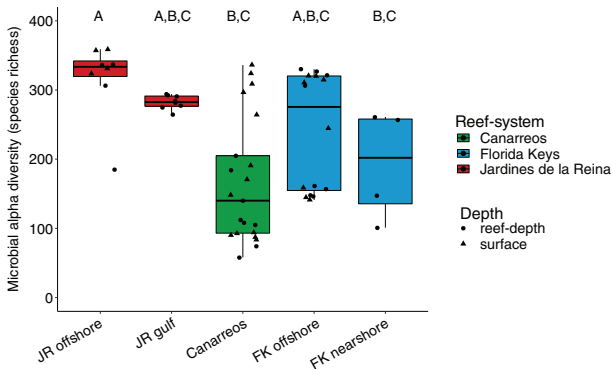 A A,B,C B,C A,B,C B,C
400
300
200
100
0
Microbial alpha diversity (species richess)
JR offshore
JR gulf
Canarreos
FK offshore
FK nearshore
Reef-system
Canarreos
Florida Keys
Jardines de la Reina
Depth
reef-depth
surface